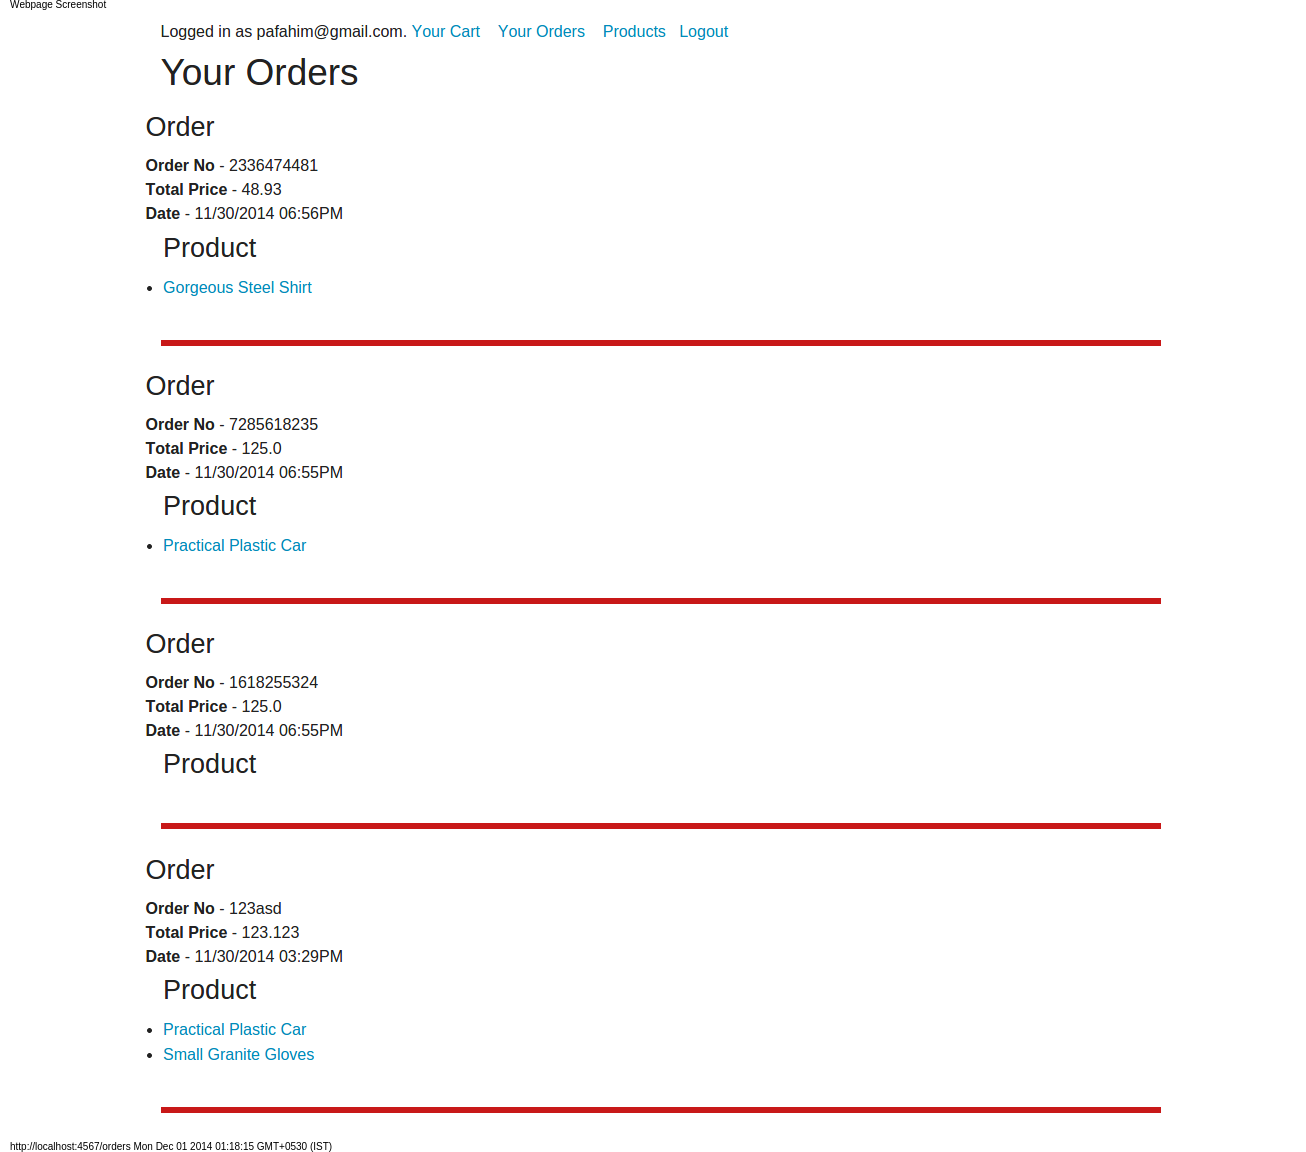 Webpage Screenshot
Logged in as pafahim@gmail.com. Your Cart Your Orders Products Logout
Your Orders
Order
Order No - 2336474481
Total Price - 48.93
Date - 11/30/2014 06:56PM
Product
• Gorgeous Steel Shirt
Order
Order No - 7285618235
Total Price - 125.0
Date - 11/30/2014 06:55PM
Product
• Practical Plastic Car
Order
Order No - 1618255324
Total Price - 125.0
Date - 11/30/2014 06:55PM
Product
Order
Order No - 123asd
Total Price - 123.123
Date - 11/30/2014 03:29PM
Product
• Practical Plastic Car
• Small Granite Gloves
http://localhost:4567/orders Mon Dec 01 2014 01:18:15 GMT+0530 (IST)